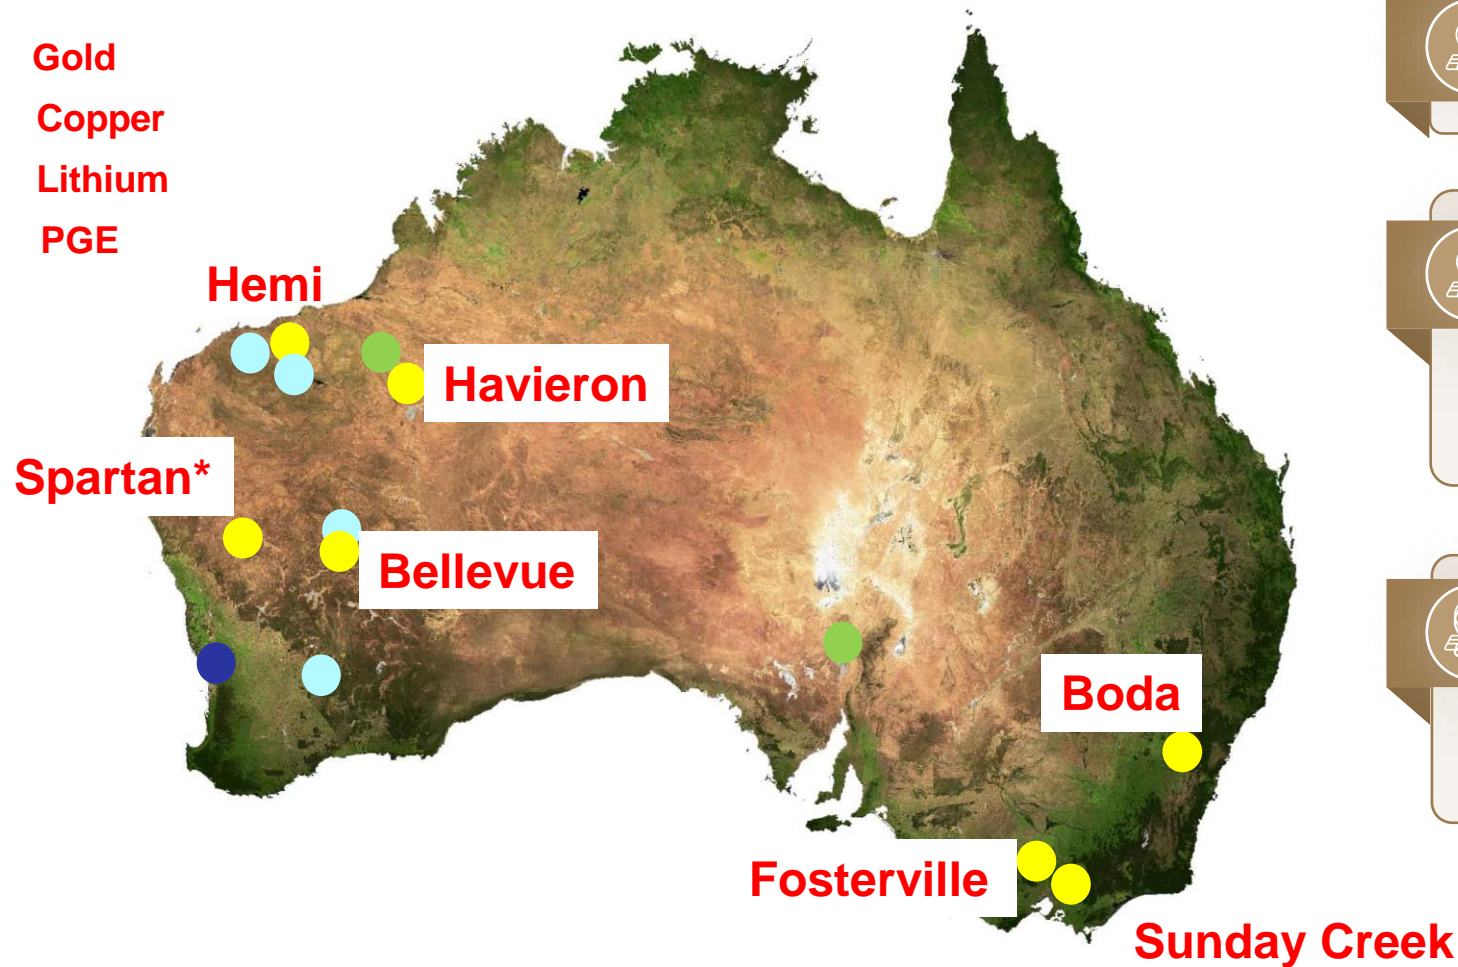 Gold
Copper
Lithium
PGE
Hemi
Havieron
Spartan*
Bellevue
Boda
Fosterville
Sunday Creek